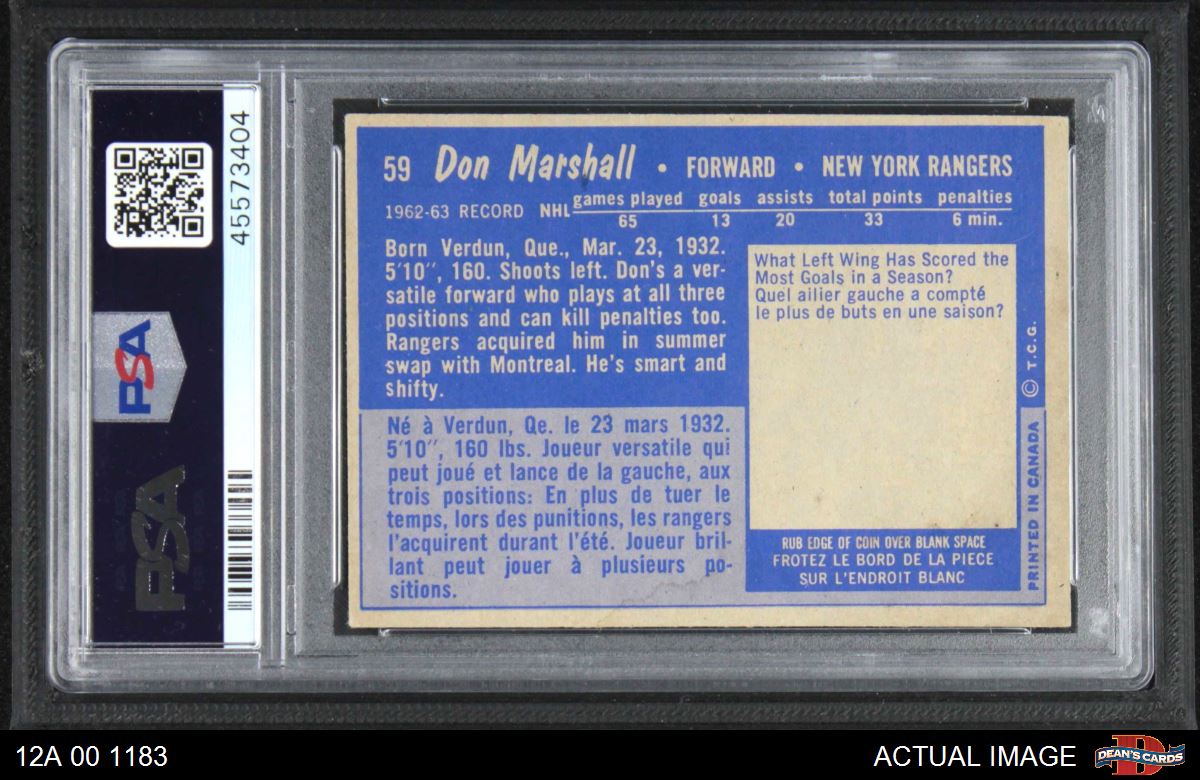 45573404
PSA
PSA
59 Don Marshall • FORWARD • NEW YORK RANGERS
games played goals assists total points penalties
1962-63 RECORD NHL 65 13 20 33 6 min.
Born Verdun, Que., Mar. 23, 1932.
5'10", 160. Shoots left. Don's a ver-
satile forward who plays at all three
positions and can kill penalties too.
Rangers acquired him in summer
swap with Montreal. He's smart and
shifty.
Né à Verdun, Qe. le 23 mars 1932.
5'10", 160 lbs. Joueur versatile qui
peut joué et lance de la gauche, aux
trois positions: En plus de tuer le
temps, lors des punitions, les rangers
l'acquirent durant l'été. Joueur bril-
lant peut jouer à plusieurs po-
sitions.
What Left Wing Has Scored the
Most Goals in a Season?
Quel ailier gauche a compté
le plus de buts en une saison?
RUB EDGE OF COIN OVER BLANK SPACE
FROTEZ LE BORD DE LA PIECE
SUR L'ENDROIT BLANC
PRINTED IN CANADA © T.C.G.
12A 00 1183
ACTUAL IMAGE
DEAN'S CARDS